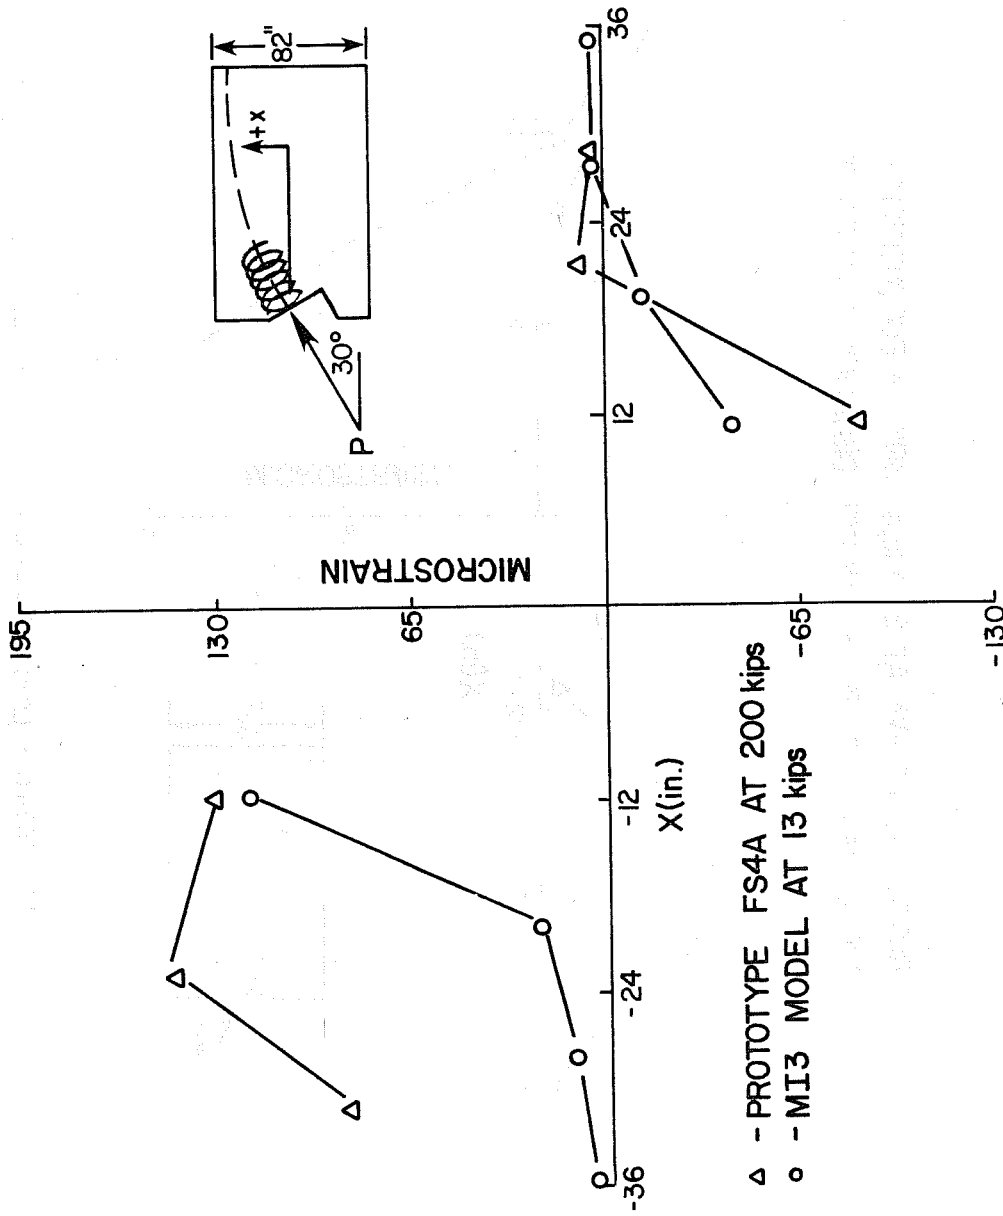 82"
+X
30°
P
195
130
65
-65
-130
MICROSTRAIN
-36
-24
-12
12
24
36
X(in.)
△ - PROTOTYPE FS4A AT 200 kips
○ - MI3 MODEL AT 13 kips